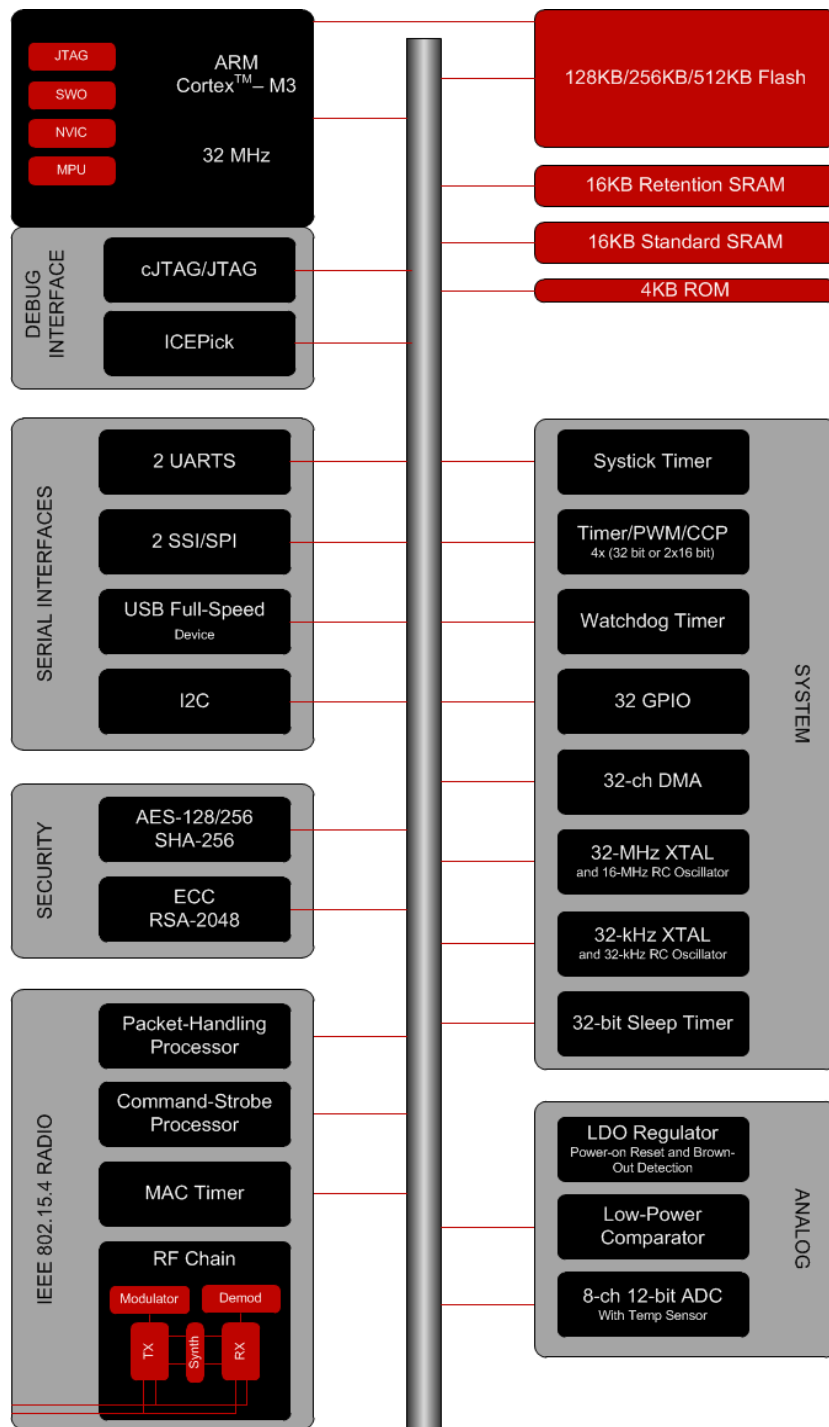 JTAG
SWO
NVIC
MPU
ARM
Cortex™– M3
32 MHz
128KB/256KB/512KB Flash
16KB Retention SRAM
16KB Standard SRAM
4KB ROM
DEBUG
INTERFACE
cJTAG/JTAG
ICEPick
SERIAL INTERFACES
2 UARTS
2 SSI/SPI
USB Full-Speed
Device
I2C
SECURITY
AES-128/256
SHA-256
ECC
RSA-2048
IEEE 802.15.4 RADIO
Packet-Handling
Processor
Command-Strobe
Processor
MAC Timer
RF Chain
Modulator
Demod
TX
Synth
RX
Systick Timer
Timer/PWM/CCP
4x (32 bit or 2x16 bit)
Watchdog Timer
32 GPIO
32-ch DMA
32-MHz XTAL
and 16-MHz RC Oscillator
32-kHz XTAL
and 32-kHz RC Oscillator
32-bit Sleep Timer
SYSTEM
LDO Regulator
Power-on Reset and Brown-
Out Detection
Low-Power
Comparator
8-ch 12-bit ADC
With Temp Sensor
ANALOG